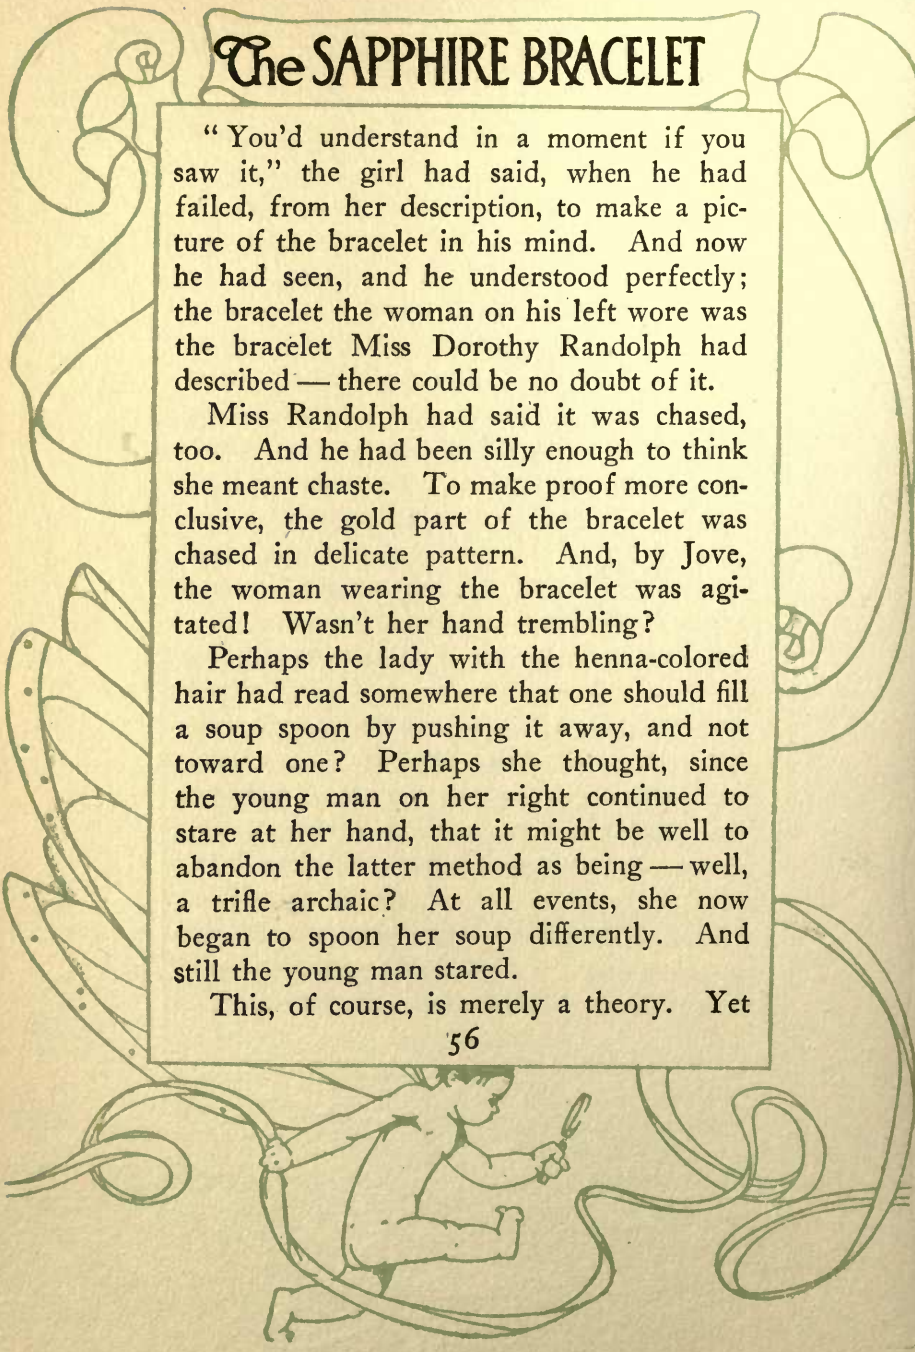 The SAPPHIRE BRACELET
“ You’d understand in a moment if you
saw it,” the girl had said, when he had
failed, from her description, to make a pic-
ture of the bracelet in his mind. And now
he had seen, and he understood perfectly;
the bracelet the woman on his left wore was
the bracelet Miss Dorothy Randolph had
described — there could be no doubt of it.
Miss Randolph had said it was chased,
too. And he had been silly enough to think
she meant chaste. To make proof more con-
clusive, the gold part of the bracelet was
chased in delicate pattern. And, by Jove,
the woman wearing the bracelet was agi-
tated! Wasn’t her hand trembling?
Perhaps the lady with the henna-colored
hair had read somewhere that one should fill
a soup spoon by pushing it away, and not
toward one? Perhaps she thought, since
the young man on her right continued to
stare at her hand, that it might be well to
abandon the latter method as being — well,
a trifle archaic? At all events, she now
began to spoon her soup differently. And
still the young man stared.
This, of course, is merely a theory. Yet
56